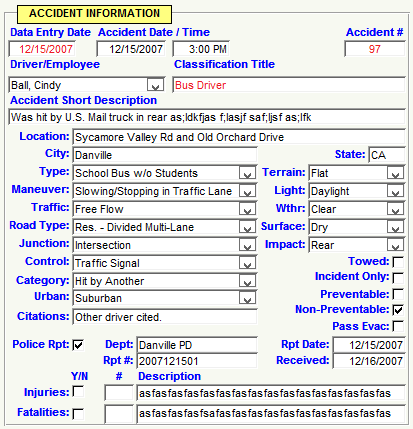 ACCIDENT INFORMATION
Data Entry Date Accident Date / Time Accident #
12/15/2007 12/15/2007 3:00 PM 97
Driver/Employee Classification Title
Ball, Cindy Bus Driver
Accident Short Description
Was hit by U.S. Mail truck in rear as;ldkfjas f;lasjf saf;ljsf as;lfk
Location: Sycamore Valley Rd and Old Orchard Drive
City: Danville State: CA
Type: School Bus w/o Students Terrain: Flat
Maneuver: Slowing/Stopping in Traffic Lane Light: Daylight
Traffic: Free Flow Wthr: Clear
Road Type: Res. - Divided Multi-Lane Surface: Dry
Junction: Intersection Impact: Rear
Control: Traffic Signal Towed:
Category: Hit by Another Incident Only:
Urban: Suburban Preventable:
Citations: Other driver cited. Non-Preventable:
Pass Evac:
Police Rpt: Dept: Danville PD Rpt Date: 12/15/2007
Rpt #: 2007121501 Received: 12/16/2007
Y/N # Description
Injuries: asfasfasfasfasfasfasfasfasfasfasfasfas
Fatalities: asfasfasfasfasfasfasfasfasfasfasfasfas